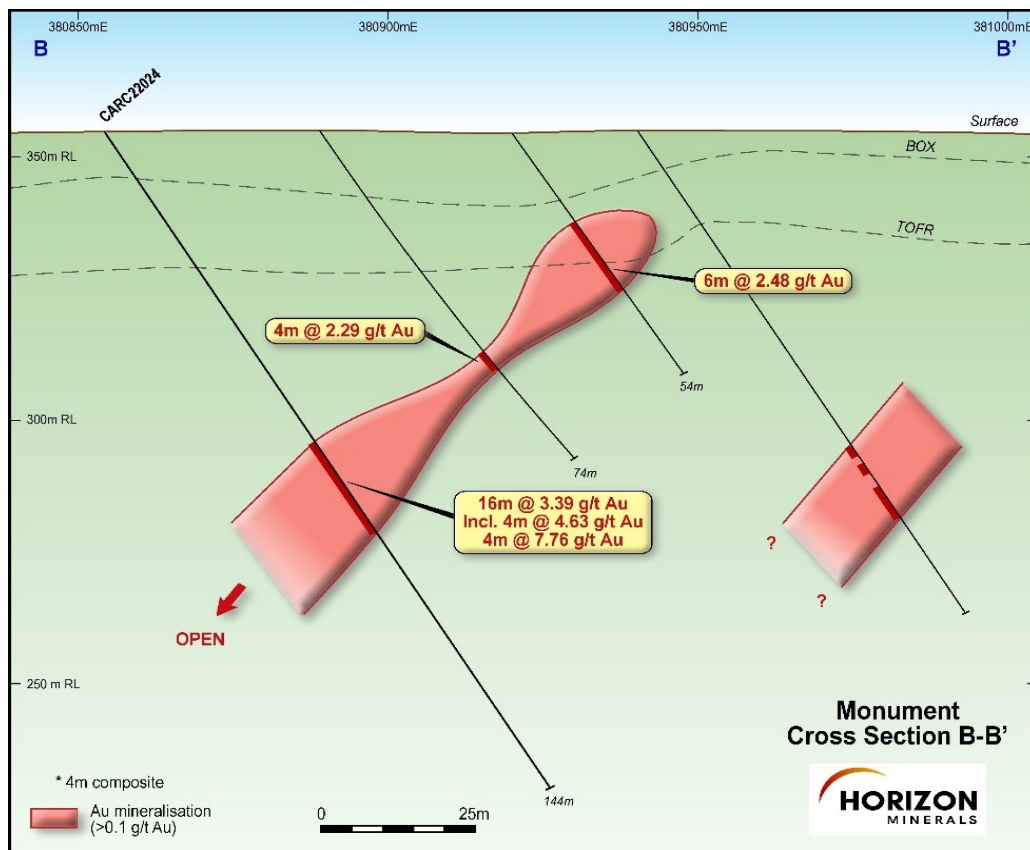 380850mE
380900mE
380950mE
381000mE
B
B'
CARC22024
Surface
350m RL
BOX
TOFR
6m @ 2.48 g/t Au
4m @ 2.29 g/t Au
54m
300m RL
74m
16m @ 3.39 g/t Au
Incl. 4m @ 4.63 g/t Au
4m @ 7.76 g/t Au
?
?
OPEN
250 m RL
Monument
Cross Section B-B'
* 4m composite
144m
Au mineralisation
(>0.1 g/t Au)
0
25m
HORIZON
MINERALS